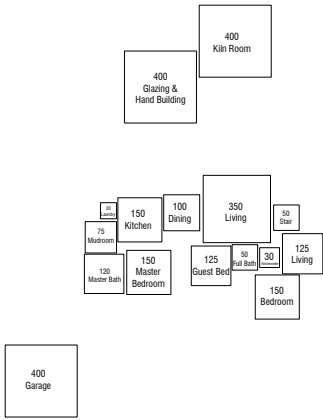 400
Kiln Room
400
Glazing &
Hand Building
20
Laundry
150
Kitchen
100
Dining
350
Living
50
Stair
75
Mudroom
120
Master Bath
150
Master
Bedroom
125
Guest Bed
50
Full Bath
30
125
Living
150
Bedroom
400
Garage